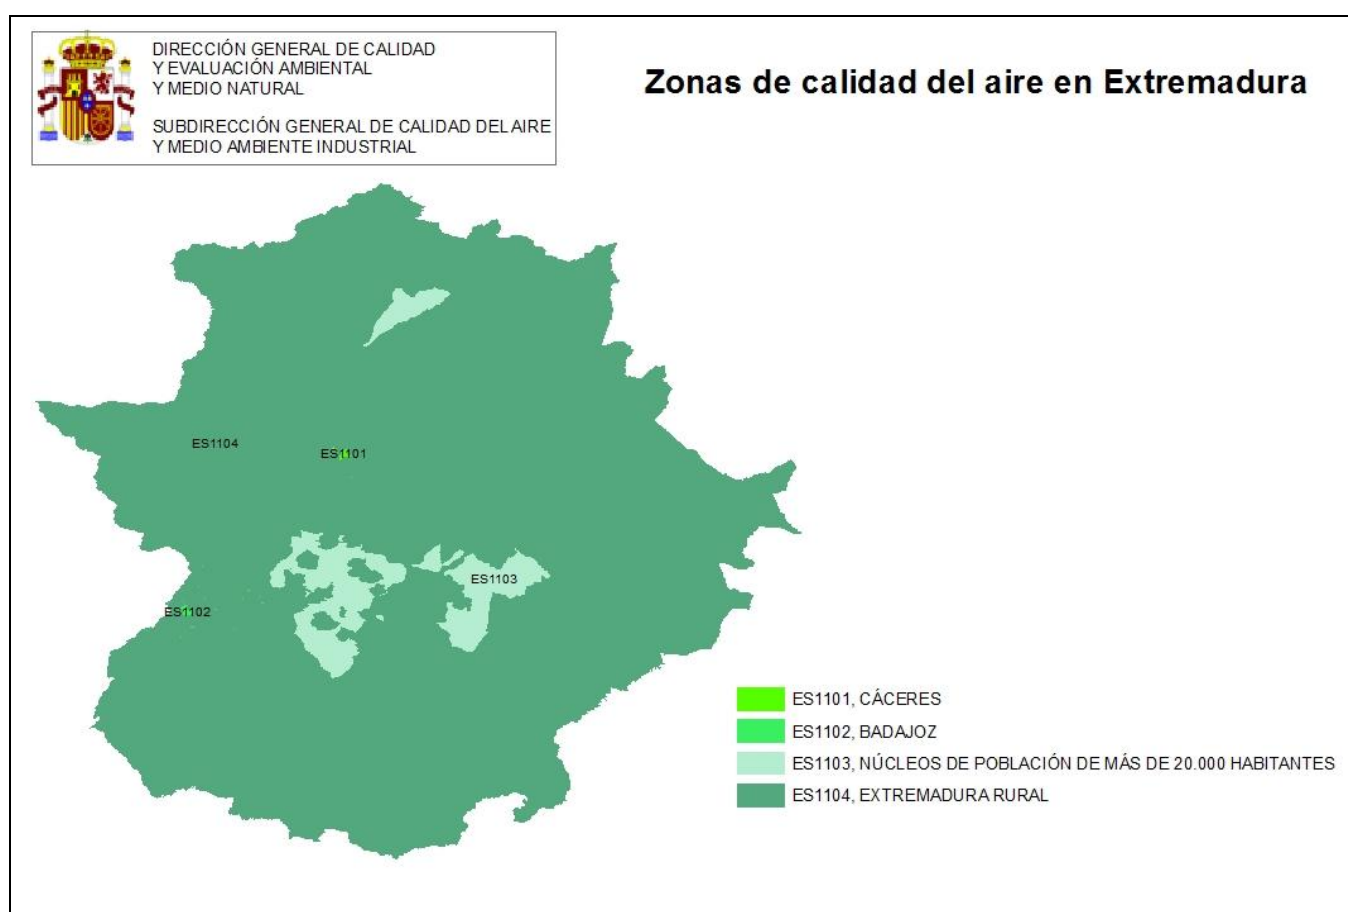 DIRECCIÓN GENERAL DE CALIDAD
Y EVALUACIÓN AMBIENTAL
Y MEDIO NATURAL
SUBDIRECCIÓN GENERAL DE CALIDAD DEL AIRE
Y MEDIO AMBIENTE INDUSTRIAL
Zonas de calidad del aire en Extremadura
ES1104
ES1101
ES1103
ES1102
ES1101, CÁCERES
ES1102, BADAJOZ
ES1103, NÚCLEOS DE POBLACIÓN DE MÁS DE 20.000 HABITANTES
ES1104, EXTREMADURA RURAL